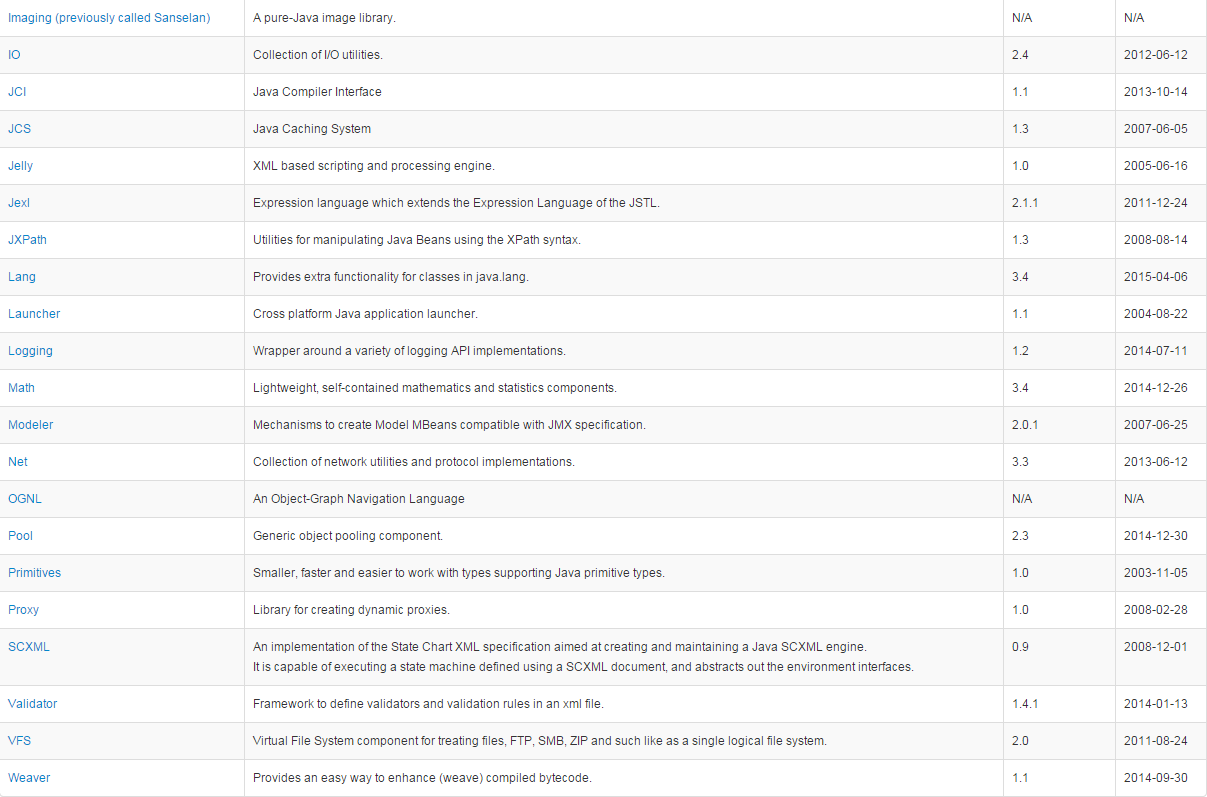 Imaging (previously called Sanselan) A pure-Java image library. N/A N/A
IO Collection of I/O utilities. 2.4 2012-06-12
JCI Java Compiler Interface 1.1 2013-10-14
JCS Java Caching System 1.3 2007-06-05
Jelly XML based scripting and processing engine. 1.0 2005-06-16
Jexl Expression language which extends the Expression Language of the JSTL. 2.1.1 2011-12-24
JXPath Utilities for manipulating Java Beans using the XPath syntax. 1.3 2008-08-14
Lang Provides extra functionality for classes in java.lang. 3.4 2015-04-06
Launcher Cross platform Java application launcher. 1.1 2004-08-22
Logging Wrapper around a variety of logging API implementations. 1.2 2014-07-11
Math Lightweight, self-contained mathematics and statistics components. 3.4 2014-12-26
Modeler Mechanisms to create Model MBeans compatible with JMX specification. 2.0.1 2007-06-25
Net Collection of network utilities and protocol implementations. 3.3 2013-06-12
OGNL An Object-Graph Navigation Language N/A N/A
Pool Generic object pooling component. 2.3 2014-12-30
Primitives Smaller, faster and easier to work with types supporting Java primitive types. 1.0 2003-11-05
Proxy Library for creating dynamic proxies. 1.0 2008-02-28
SCXML An implementation of the State Chart XML specification aimed at creating and maintaining a Java SCXML engine. 0.9 2008-12-01
It is capable of executing a state machine defined using a SCXML document, and abstracts out the environment interfaces.
Validator Framework to define validators and validation rules in an xml file. 1.4.1 2014-01-13
VFS Virtual File System component for treating files, FTP, SMB, ZIP and such like as a single logical file system. 2.0 2011-08-24
Weaver Provides an easy way to enhance (weave) compiled bytecode. 1.1 2014-09-30